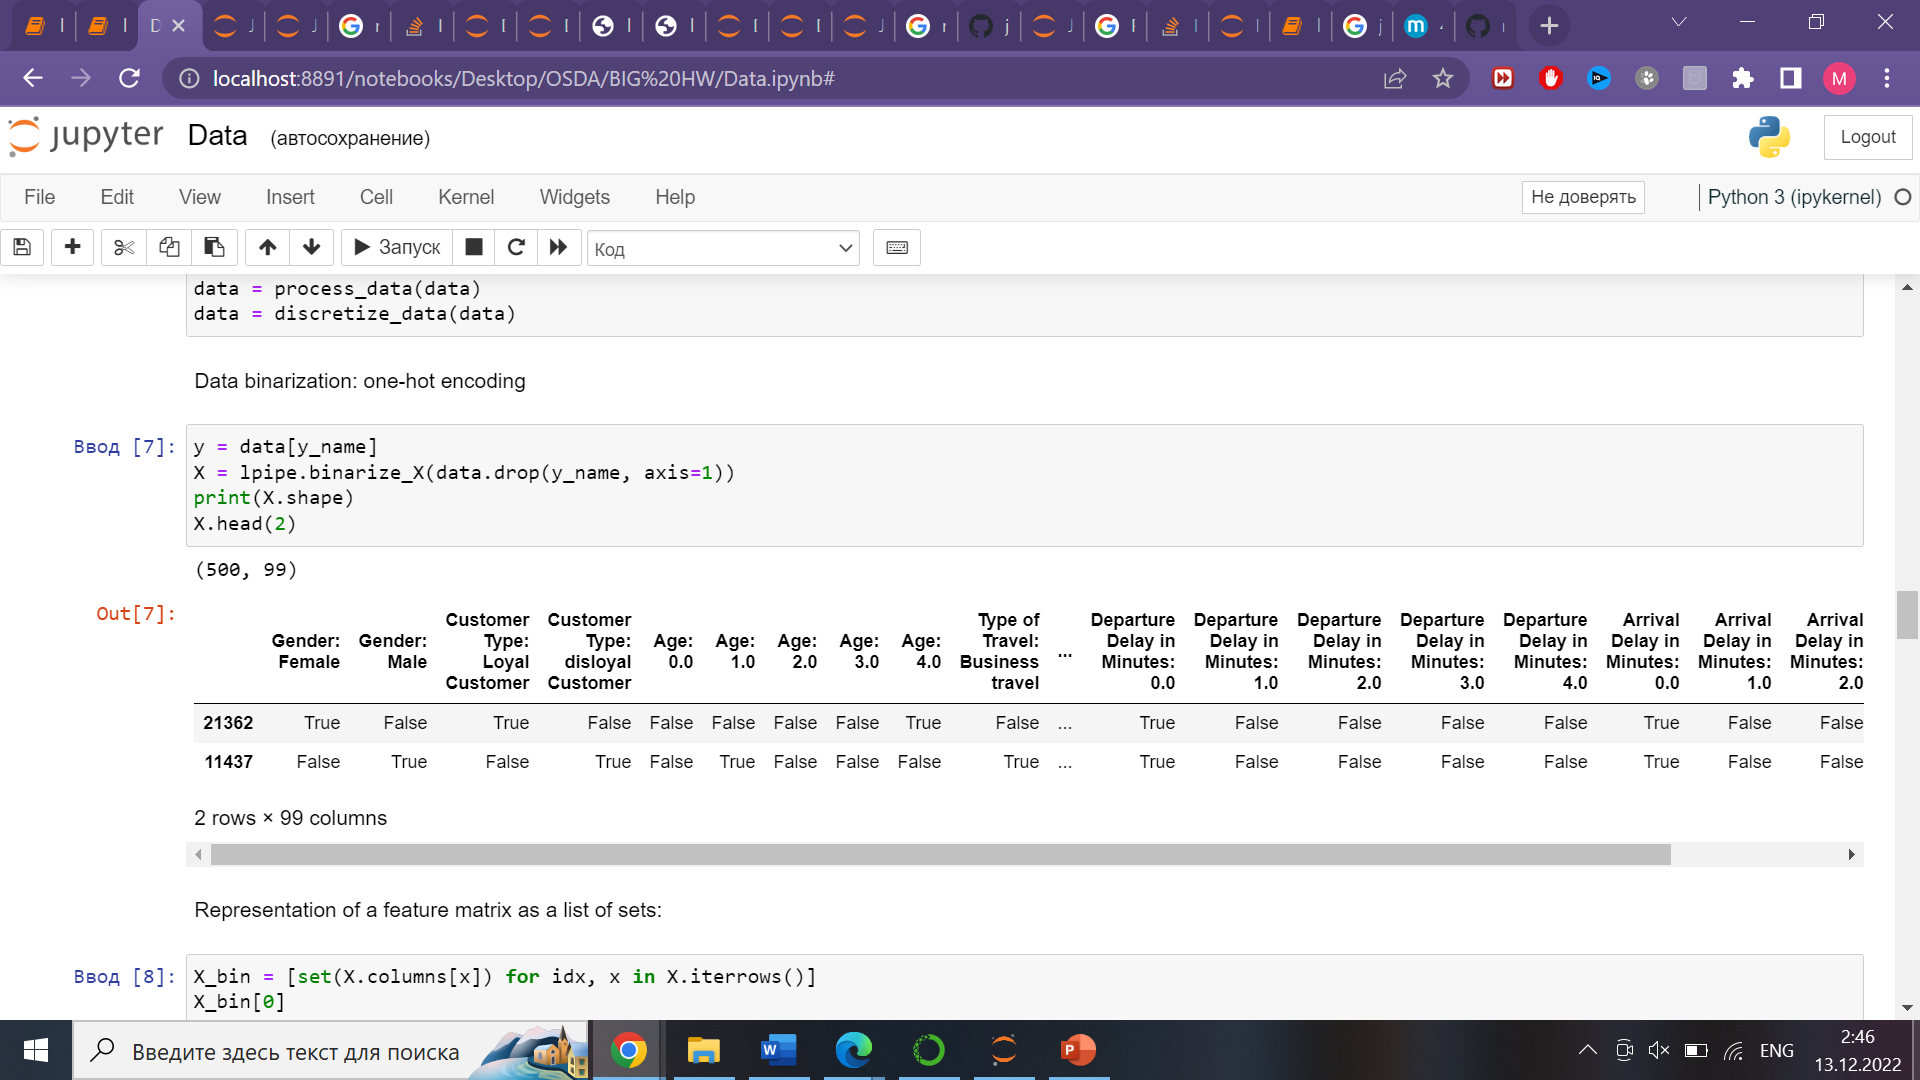 D
localhost:8891/notebooks/Desktop/OSDA/BIG%20HW/Data.ipynb#
M
jupyter Data (автосохранение)
Logout
File Edit View Insert Cell Kernel Widgets Help
Не доверять
Python 3 (ipykernel)
Запуск
Код
data = process_data(data)
data = discretize_data(data)
Data binarization: one-hot encoding
Ввод [7]:
y = data[y_name]
X = lpipe.binarize_X(data.drop(y_name, axis=1))
print(X.shape)
X.head(2)
(500, 99)
Out[7]:
Gender: Female Gender: Male Customer Type: Loyal Customer Customer Type: disloyal Customer Age: 0.0 Age: 1.0 Age: 2.0 Age: 3.0 Age: 4.0 Type of Travel: Business travel ... Departure Delay in Minutes: 0.0 Departure Delay in Minutes: 1.0 Departure Delay in Minutes: 2.0 Departure Delay in Minutes: 3.0 Departure Delay in Minutes: 4.0 Arrival Delay in Minutes: 0.0 Arrival Delay in Minutes: 1.0 Arrival Delay in Minutes: 2.0
21362 True False True False False False False False True False ... True False False False False True False False
11437 False True False True False True False False False True ... True False False False False True False False
2 rows × 99 columns
Representation of a feature matrix as a list of sets:
Ввод [8]:
X_bin = [set(X.columns[x]) for idx, x in X.iterrows()]
X_bin[0]
Введите здесь текст для поиска
ENG
2:46
13.12.2022